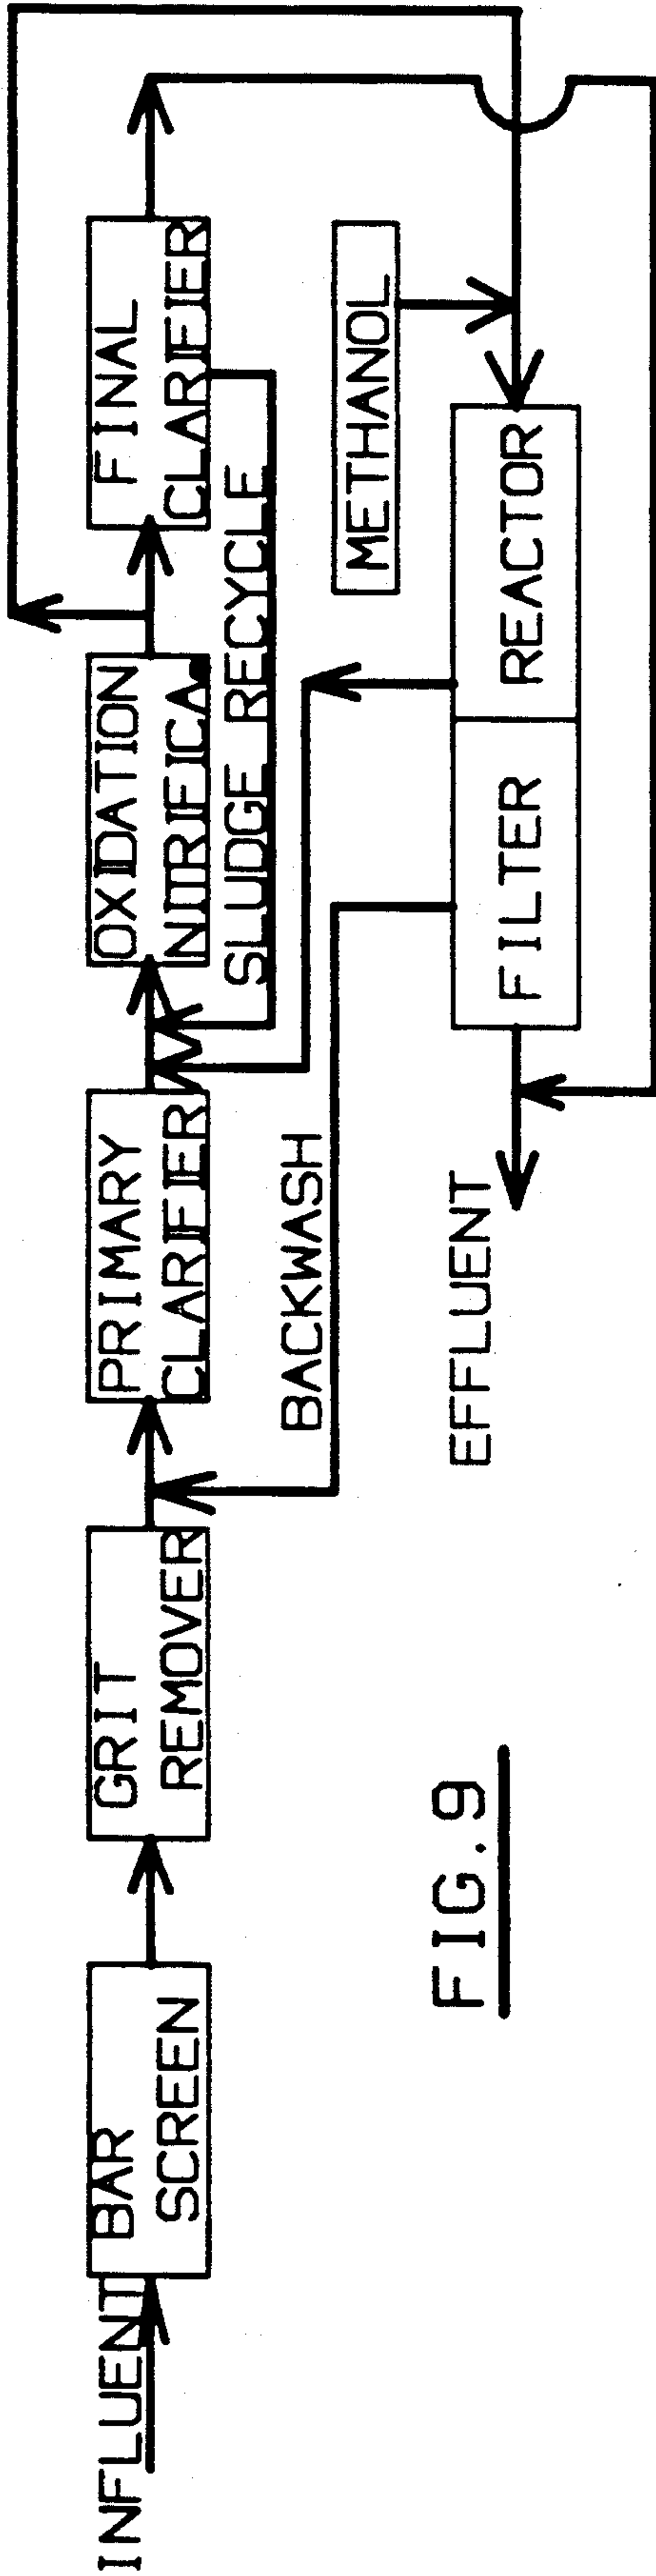 INFLUENT
BAR
SCREEN
GRIT
REMOVER
PRIMARY
CLARIFIER
OXIDATION
NITRIFICA
FINAL
CLARIFIER
SLUDGE RECYCLE
BACKWASH
METHANOL
EFFLUENT
FILTER
REACTOR
FIG. 9